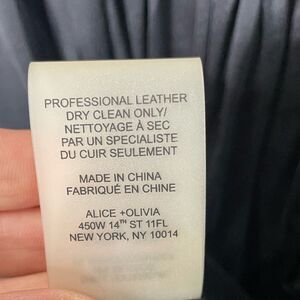 PROFESSIONAL LEATHER
DRY CLEAN ONLY/
NETTOYAGE À SEC
PAR UN SPECIALISTE
DU CUIR SEULEMENT
MADE IN CHINA
FABRIQUÉ EN CHINE
ALICE +OLIVIA
450W 14TH ST 11FL
NEW YORK, NY 10014